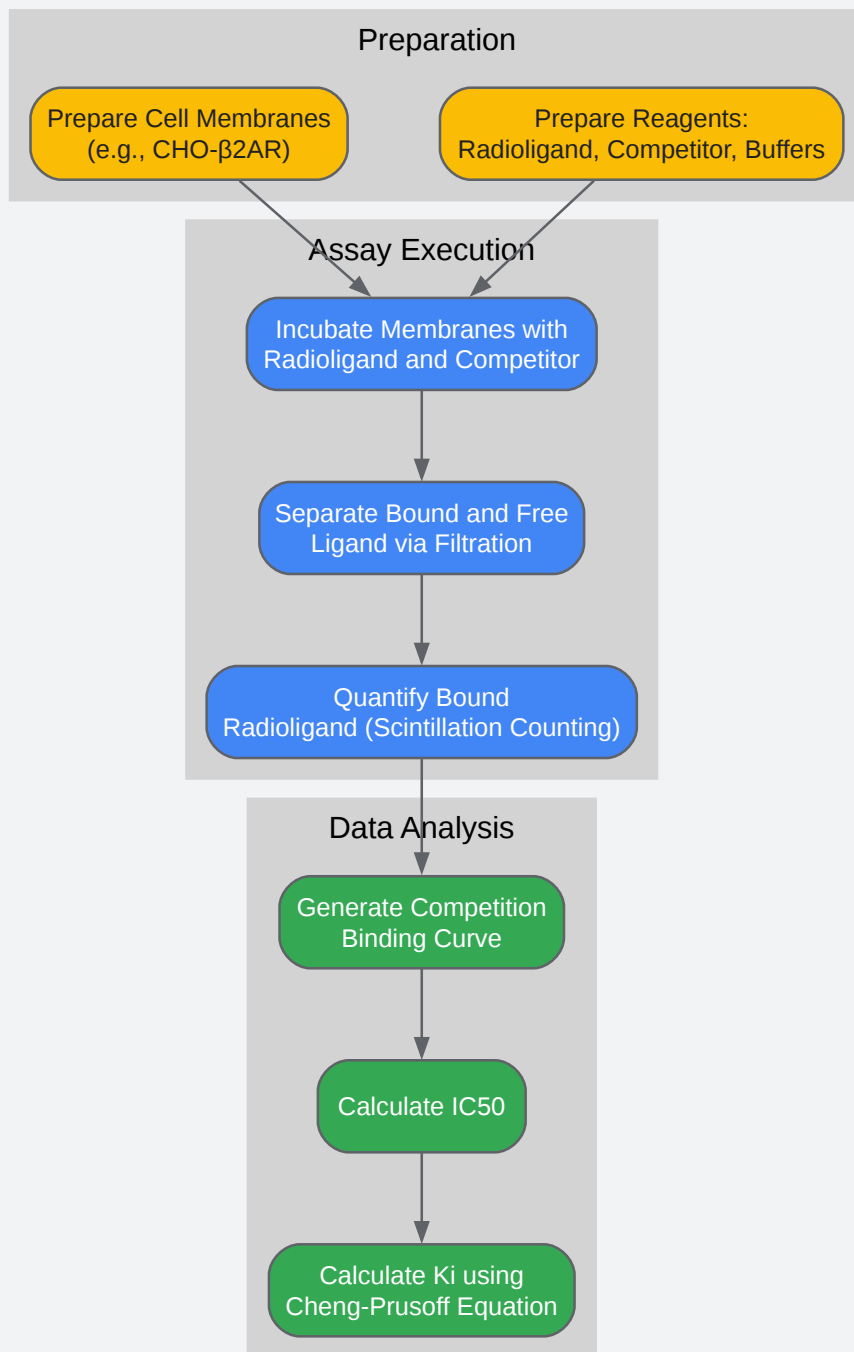 Preparation
Prepare Cell Membranes
(e.g., CHO-β2AR)
Prepare Reagents:
Radioligand, Competitor, Buffers
Assay Execution
Incubate Membranes with
Radioligand and Competitor
Separate Bound and Free
Ligand via Filtration
Quantify Bound
Radioligand (Scintillation Counting)
Data Analysis
Generate Competition
Binding Curve
Calculate IC50
Calculate Ki using
Cheng-Prusoff Equation